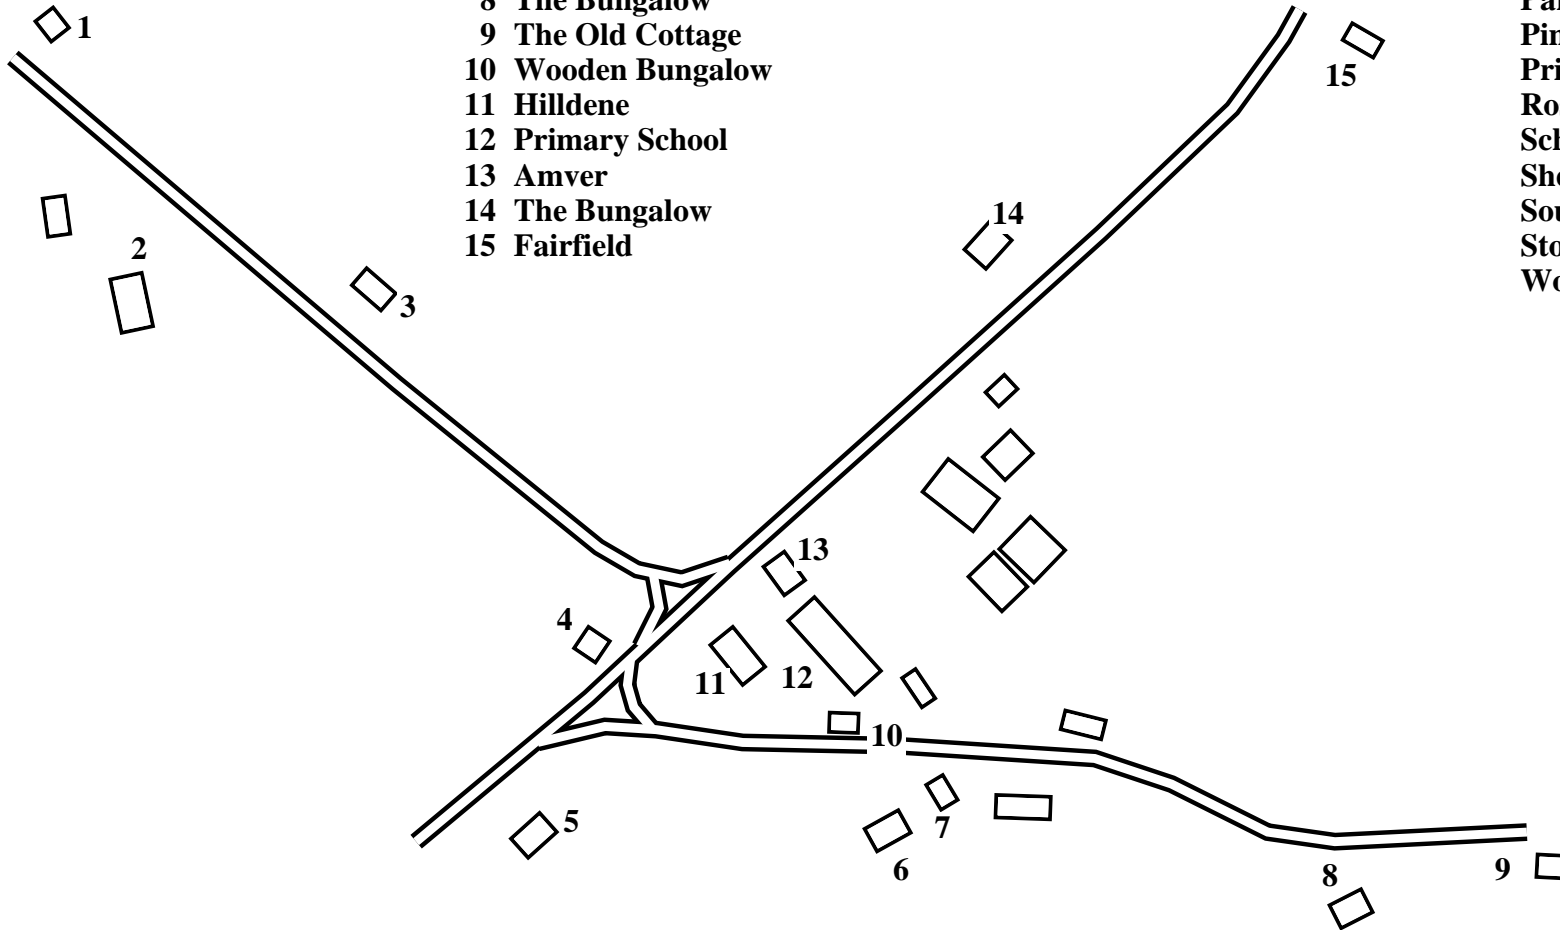 8 The Bungalow
9 The Old Cottage
10 Wooden Bungalow
11 Hilldene
12 Primary School
13 Amver
14 The Bungalow
15 Fairfield
1
15
2
14
3
13
4
11
12
10
5
7
6
8
9